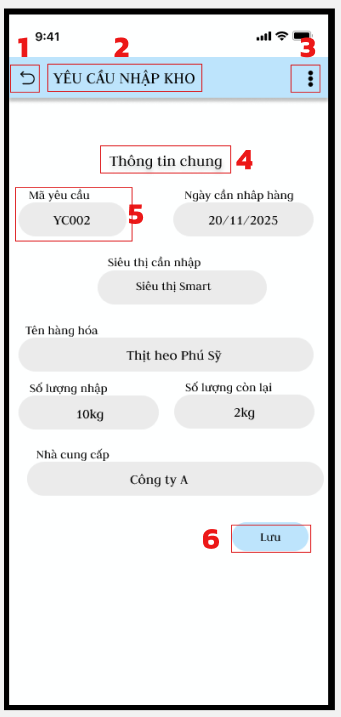 9:41
1 2 3
YÊU CẦU NHẬP KHO
Thông tin chung 4
Mã yêu cầu Ngày cần nhâp hàng
YC002 5 20/11/2025
Siêu thị cần nhập
Siêu thị Smart
Tên hàng hóa
Thịt heo Phú Sỹ
Số lượng nhập Số lượng còn lại
10kg 2kg
Nhà cung cấp
Công ty A
6 Lưu